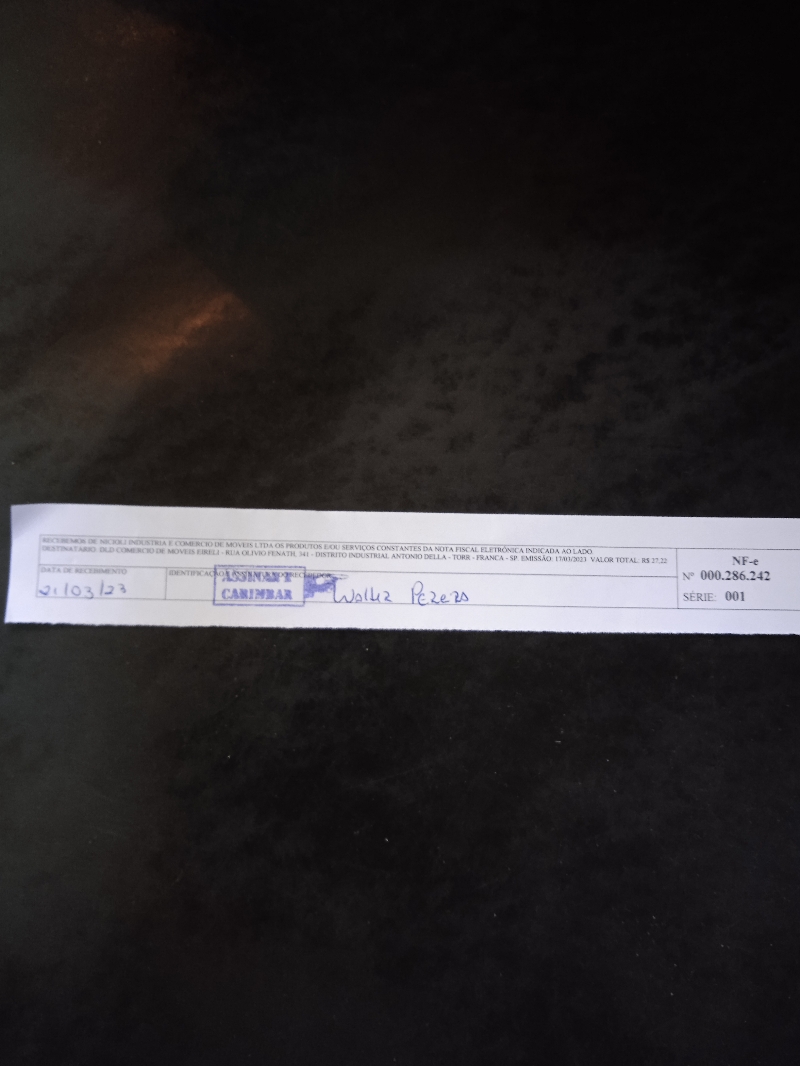 RECEBEMOS DE NICIOLI INDUSTRIA E COMERCIO DE MOVEIS LTDA OS PRODUTOS E/OU SERVIÇOS CONSTANTES DA NOTA FISCAL ELETRÔNICA INDICADA AO LADO.
DESTINATÁRIO: DLD COMERCIO DE MOVEIS EIRELI - RUA OLIVIO PENATH, 341 - DISTRITO INDUSTRIAL ANTONIO DELLA - TORR - FRANCA - SP. EMISSÃO: 17/03/2023 VALOR TOTAL: R$ 27,22
NF-e
Nº 000.286.242
SÉRIE: 001
DATA DE RECEBIMENTO
21/03/23
IDENTIFICAÇÃO
ASSINAR E
CARIMBAR